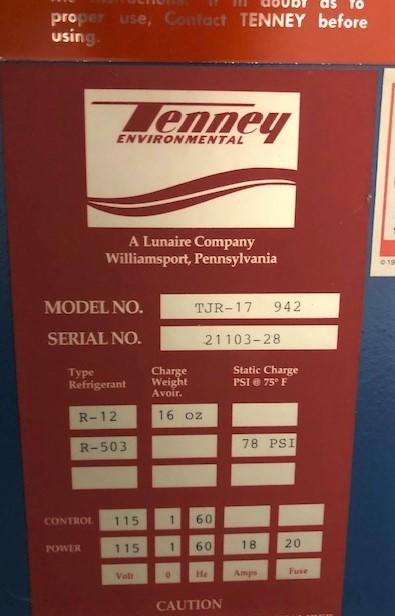 If in doubt as to
proper use, Contact TENNEY before
using.
Tenney
ENVIRONMENTAL
A Lunaire Company
Williamsport, Pennsylvania
MODEL NO. TJR-17 942
SERIAL NO. 21103-28
Type Refrigerant
Charge Weight Avoir.
Static Charge PSI @ 75° F
R-12 16 oz
R-503 78 PSI
CONTROL 115 1 60
POWER 115 1 60 18 20
Volt 0 Hz Amps Fuse
CAUTION